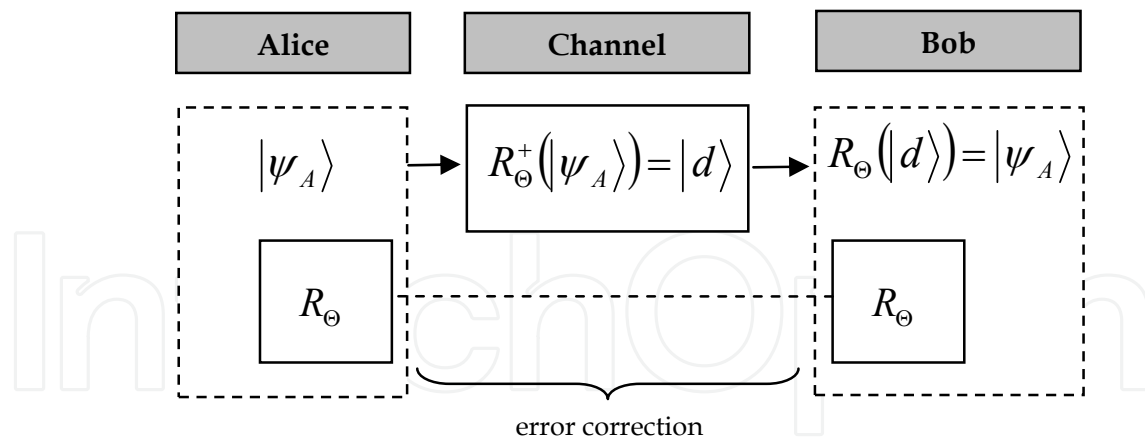 Alice Channel Bob
|ψ_A⟩ R_Θ^+(|ψ_A⟩)=|d⟩ R_Θ(|d⟩)=|ψ_A⟩
R_Θ R_Θ
error correction